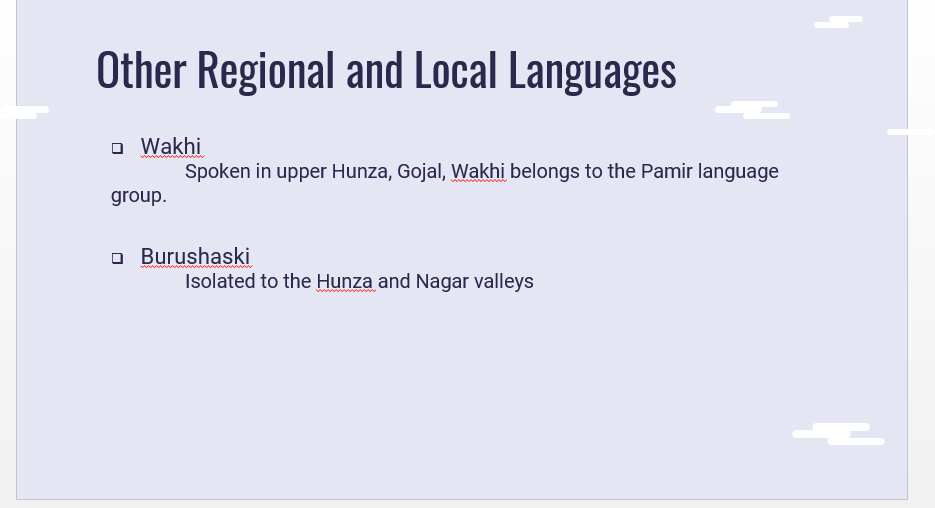 Other Regional and Local Languages
Wakhi
Spoken in upper Hunza, Gojal, Wakhi belongs to the Pamir language
group.
Burushaski
Isolated to the Hunza and Nagar valleys